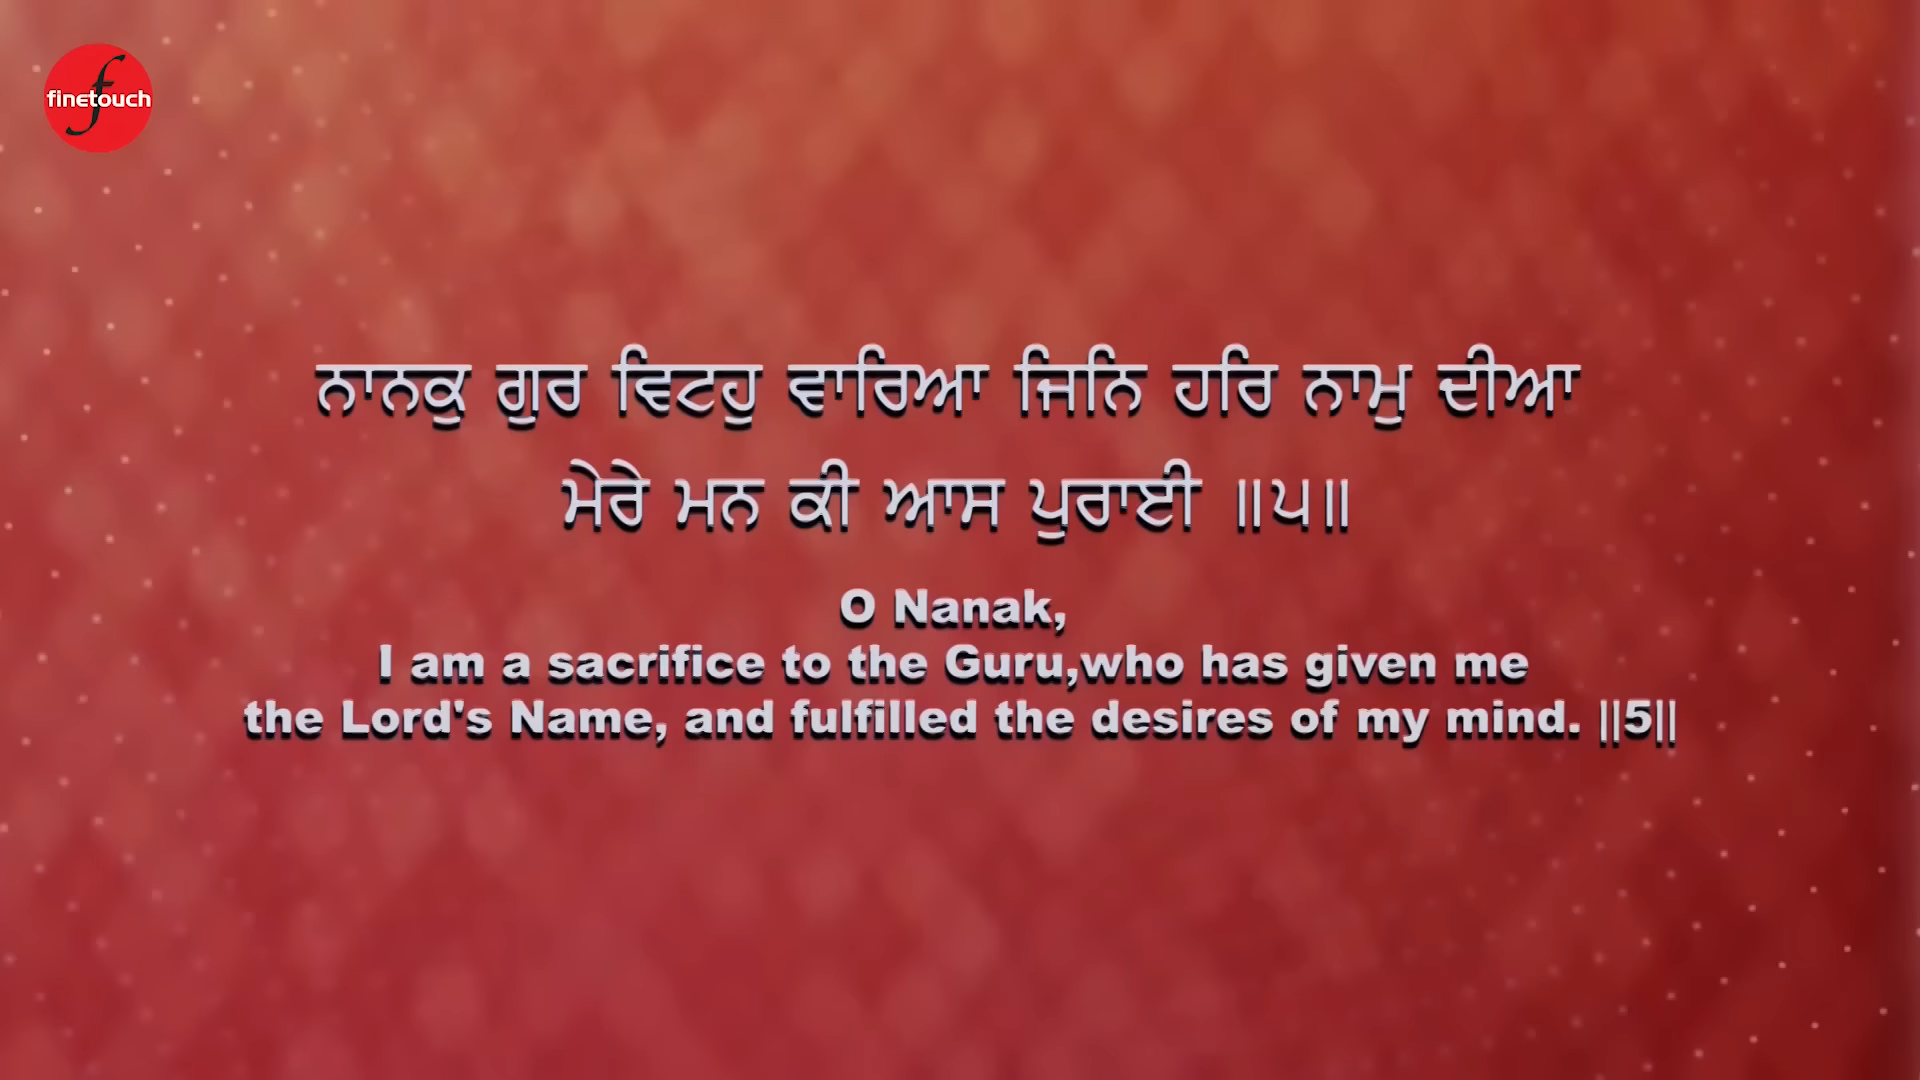 finetouch
ਨਾਨਕੁ ਗੁਰ ਵਿਟਹੁ ਵਾਰਿਆ ਜਿਨਿ ਹਰਿ ਨਾਮੁ ਦੀਆ
ਮੇਰੇ ਮਨ ਕੀ ਆਸ ਪੁਰਾਈ ॥੫॥
O Nanak,
I am a sacrifice to the Guru,who has given me
the Lord's Name, and fulfilled the desires of my mind. ||5||